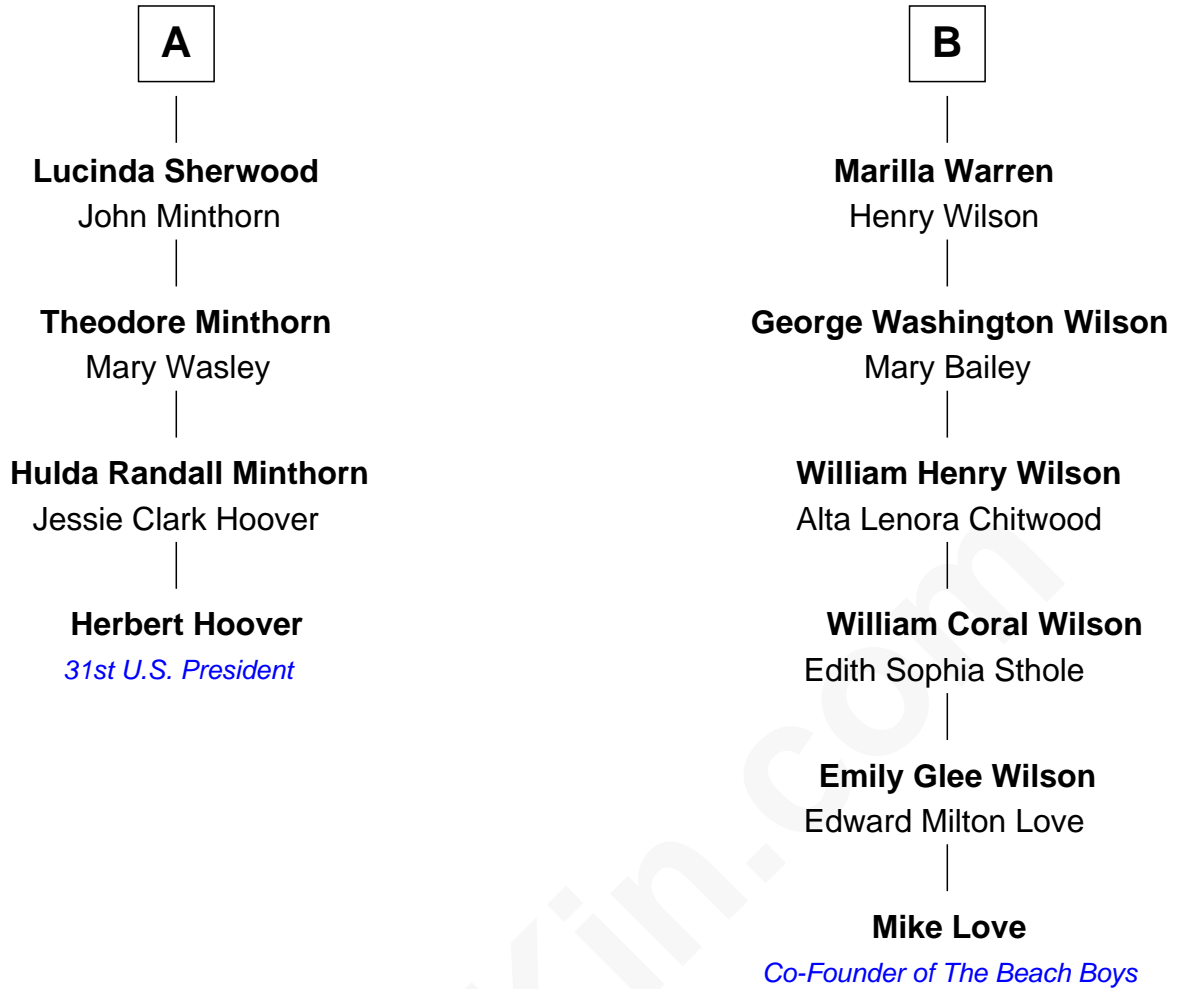 A
Lucinda Sherwood
John Minthorn
Theodore Minthorn
Mary Wasley
Hulda Randall Minthorn
Jessie Clark Hoover
Herbert Hoover
31st U.S. President
B
Marilla Warren
Henry Wilson
George Washington Wilson
Mary Bailey
William Henry Wilson
Alta Lenora Chitwood
William Coral Wilson
Edith Sophia Sthole
Emily Glee Wilson
Edward Milton Love
Mike Love
Co-Founder of The Beach Boys